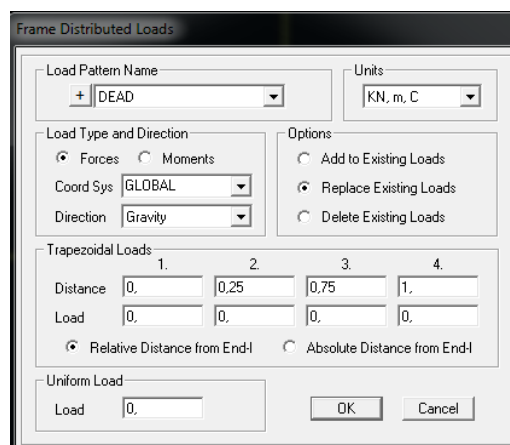 Frame Distributed Loads
Load Pattern Name
+ DEAD
Units
KN, m, C
Load Type and Direction
Forces Moments
Coord Sys GLOBAL
Direction Gravity
Options
Add to Existing Loads
Replace Existing Loads
Delete Existing Loads
Trapezoidal Loads
1. 2. 3. 4.
Distance 0, 0,25 0,75 1,
Load 0, 0, 0, 0,
Relative Distance from End-I Absolute Distance from End-I
Uniform Load
Load 0,
OK Cancel